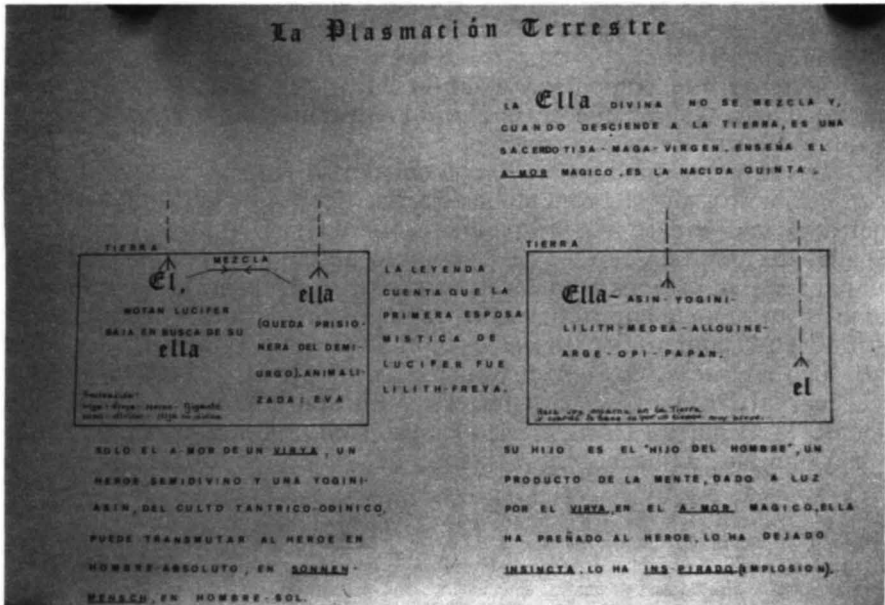 La Plasmación Terrestre
LA Ella DIVINA NO SE MEZCLA Y,
CUANDO DESCIENDE A LA TIERRA, ES UNA
SACERDOTISA-MAGA-VIRGEN. ENSEÑA EL
A-MOR MAGICO, ES LA NACIDA QUINTA.
TIERRA
MEZCLA
El,
WOTAN LUCIFER
BAJA EN BUSCA DE SU
ella
ella
(QUEDA PRISIO-
NERA DEL DEMI-
URGO). ANIMALI-
ZADA: EVA
LA LEYENDA
CUENTA QUE LA
PRIMERA ESPOSA
MISTICA DE
LUCIFER FUE
LILITH-FREYA.
TIERRA
Ella- ASIN-YOGINI-
LILITH-MEDEA-ALLOUINE-
ARGE-OPI-PAPAN.
el
en la Tierra
SOLO EL A-MOR DE UN VIRYA, UN
HEROE SEMIDIVINO Y UNA YOGINI-
ASIN, DEL CULTO TANTRICO-ODINICO,
PUEDE TRANSMUTAR AL HEROE EN
HOMBRE-ABSOLUTO, EN SONNEN-
MENSCH, EN HOMBRE-SOL.
SU HIJO ES EL "HIJO DEL HOMBRE", UN
PRODUCTO DE LA MENTE, DADO A LUZ
POR EL VIRYA, EN EL A-MOR MAGICO, ELLA
HA PREÑADO AL HEROE, LO HA DEJADO
INSINCTA, LO HA INS-PIRADO (IMPLOSION).